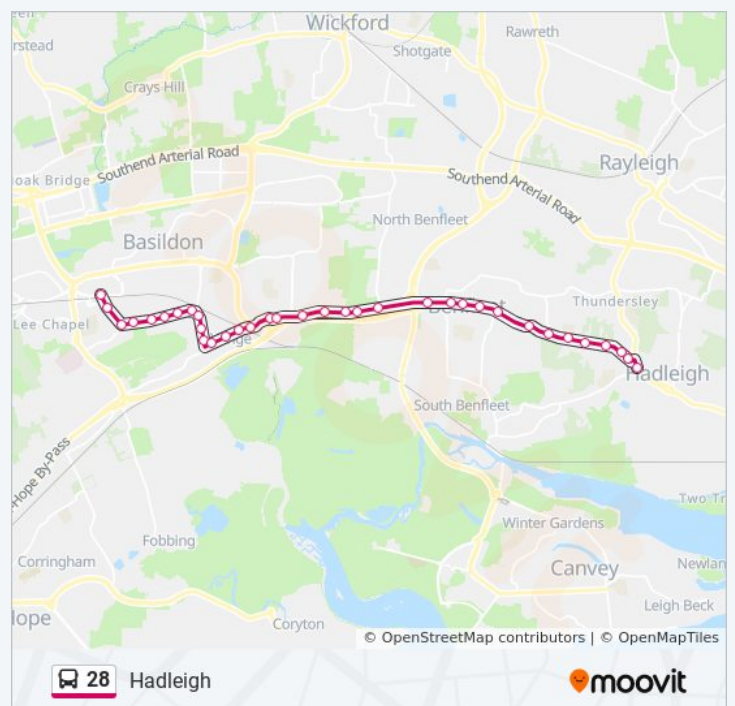 Wickford
rstead
Shotgate
Rawreth
Crays Hill
Southend Arterial Road
Rayleigh
oak Bridge
Southend Arterial Road
North Benfleet
Basildon
Thundersley
Lee Chapel
Hadleigh
South Benfleet
-Hope By-Pass
Two Tr
Winter Gardens
Fobbing
Corringham
Canvey
Newlan
Leigh Beck
lope
Coryton
© OpenStreetMap contributors | © OpenMapTiles
28 Hadleigh
moovit